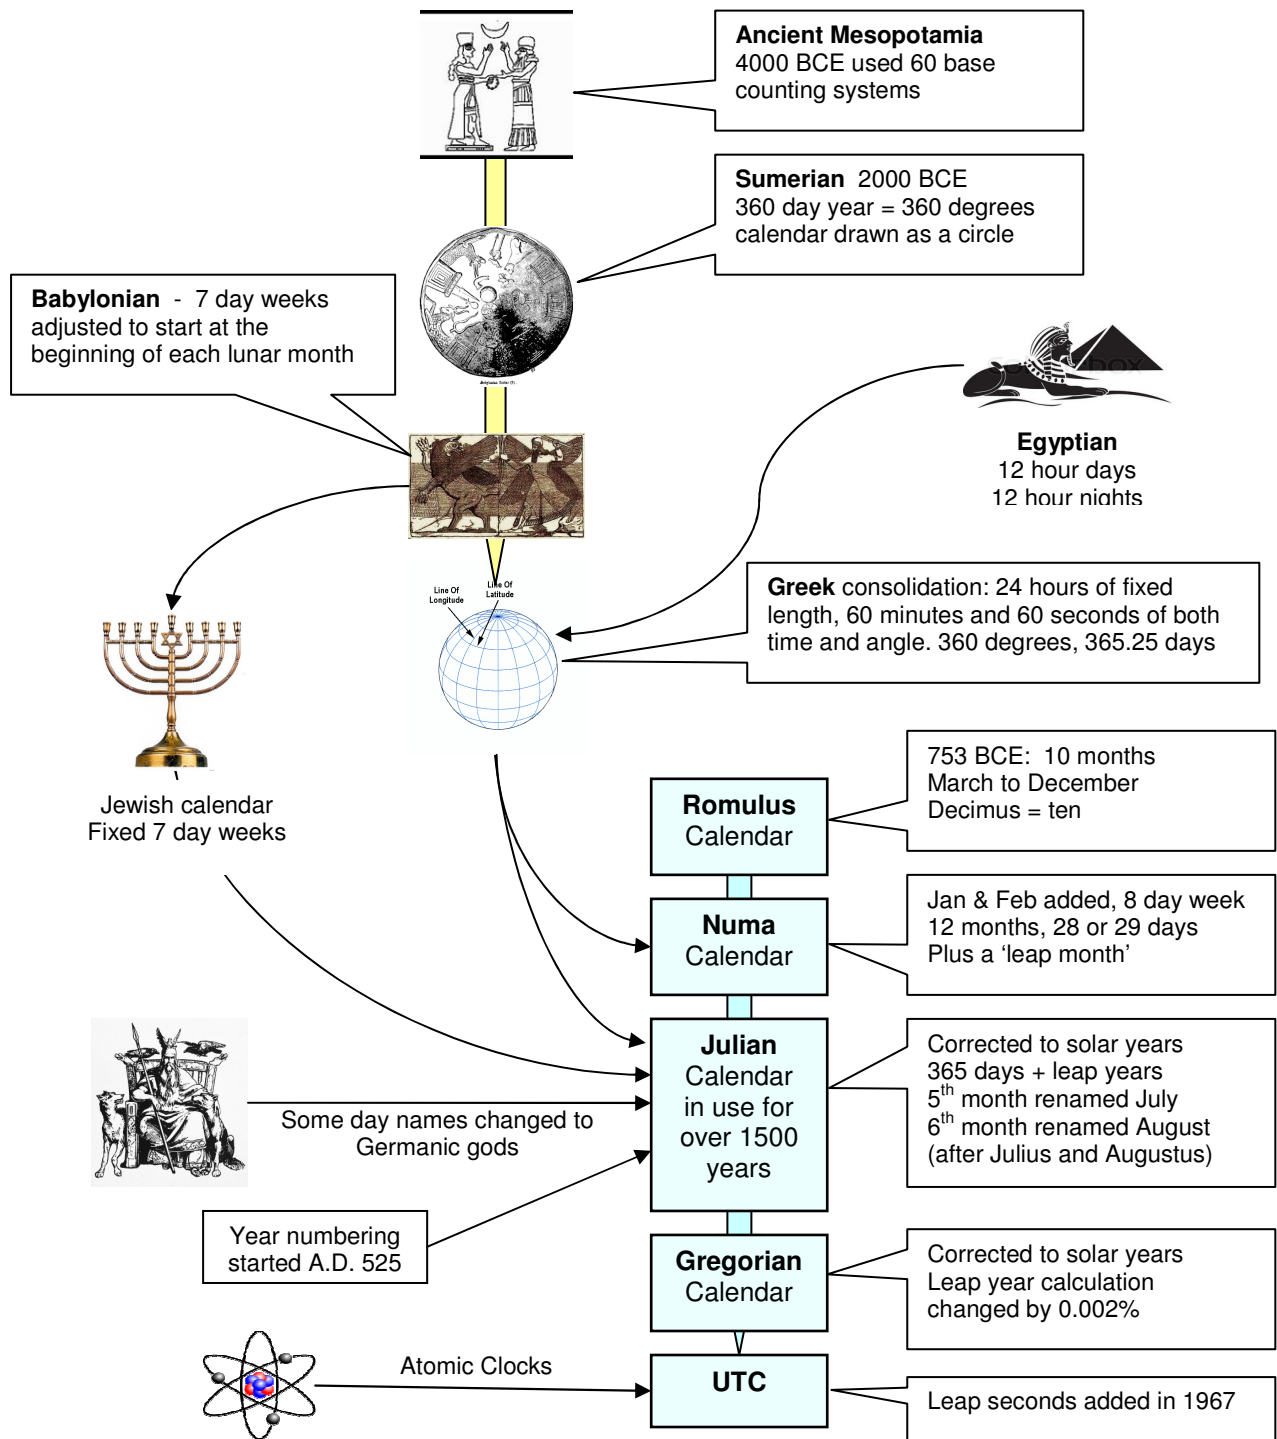 Ancient Mesopotamia
4000 BCE used 60 base
counting systems
Sumerian 2000 BCE
360 day year = 360 degrees
calendar drawn as a circle
Babylonian - 7 day weeks
adjusted to start at the
beginning of each lunar month
Egyptian
12 hour days
12 hour nights
Line Of
Longitude
Line Of
Latitude
Greek consolidation: 24 hours of fixed
length, 60 minutes and 60 seconds of both
time and angle. 360 degrees, 365.25 days
Jewish calendar
Fixed 7 day weeks
Romulus
Calendar
753 BCE: 10 months
March to December
Decimus = ten
Numa
Calendar
Jan & Feb added, 8 day week
12 months, 28 or 29 days
Plus a ‘leap month’
Julian
Calendar
in use for
over 1500
years
Corrected to solar years
365 days + leap years
5th month renamed July
6th month renamed August
(after Julius and Augustus)
Some day names changed to
Germanic gods
Year numbering
started A.D. 525
Gregorian
Calendar
Corrected to solar years
Leap year calculation
changed by 0.002%
Atomic Clocks
UTC
Leap seconds added in 1967